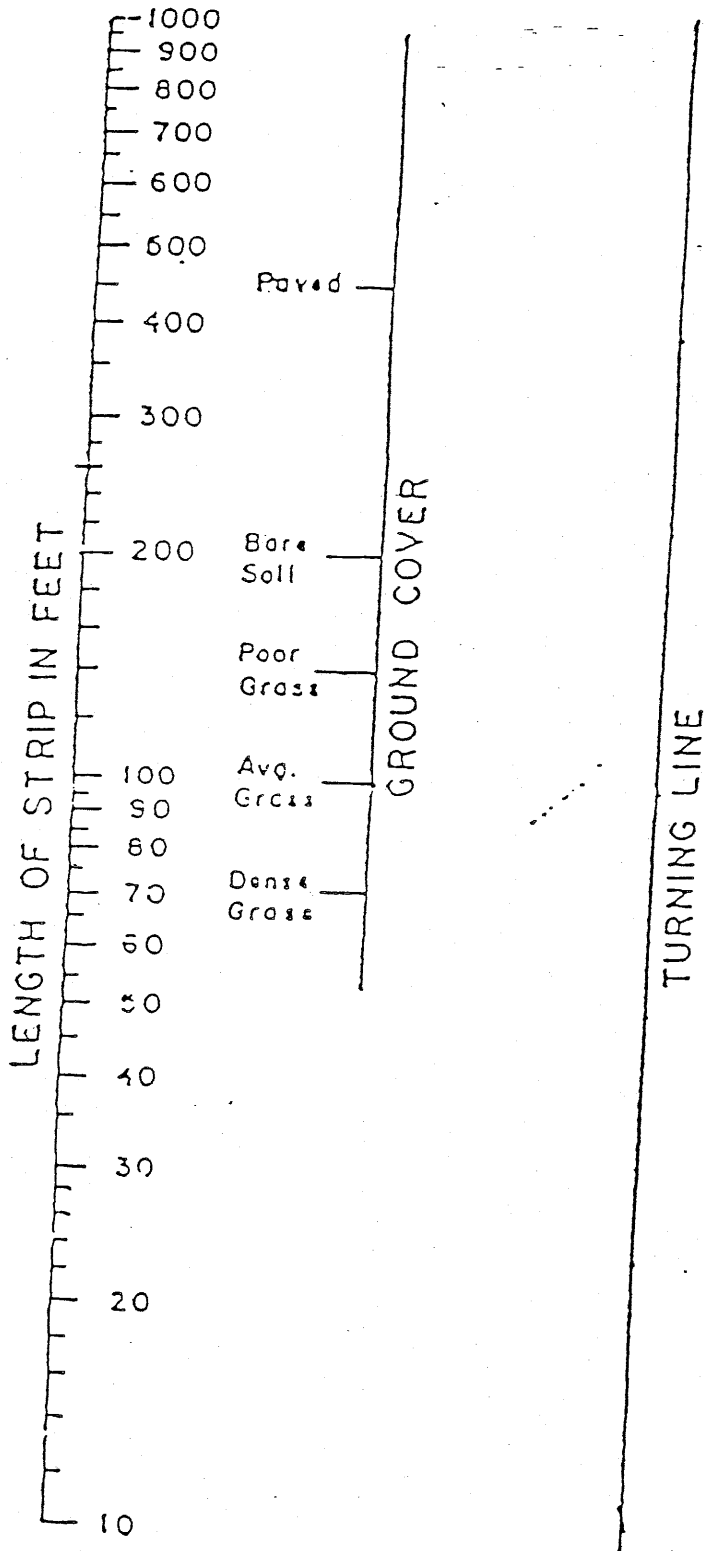 1000
900
800
700
600
500
400
300
200
100
90
80
70
60
50
40
30
20
10
LENGTH OF STRIP IN FEET
Paved
Bare
Soil
Poor
Grass
Avg.
Grass
Dense
Grass
GROUND COVER
TURNING LINE